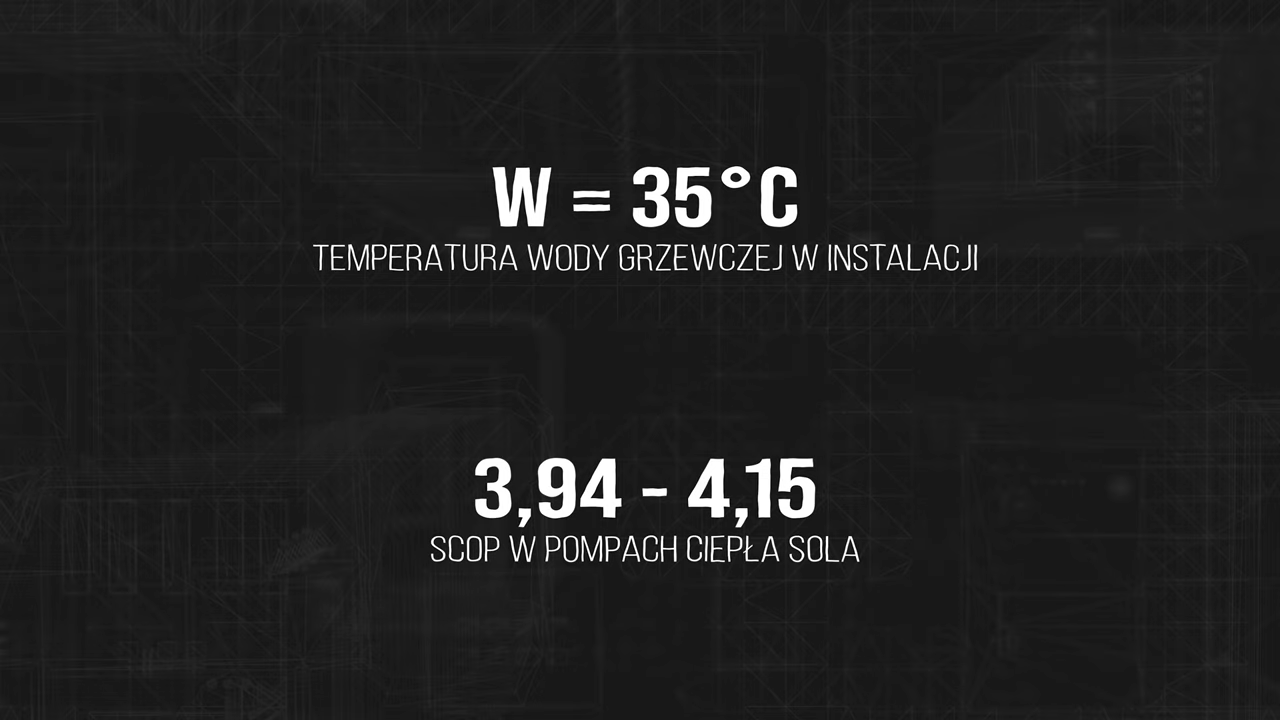 W = 35°C
TEMPERATURA WODY GRZEWCZEJ W INSTALACJI
3,94 - 4,15
SCOP W POMPACH CIEPŁA SOLA